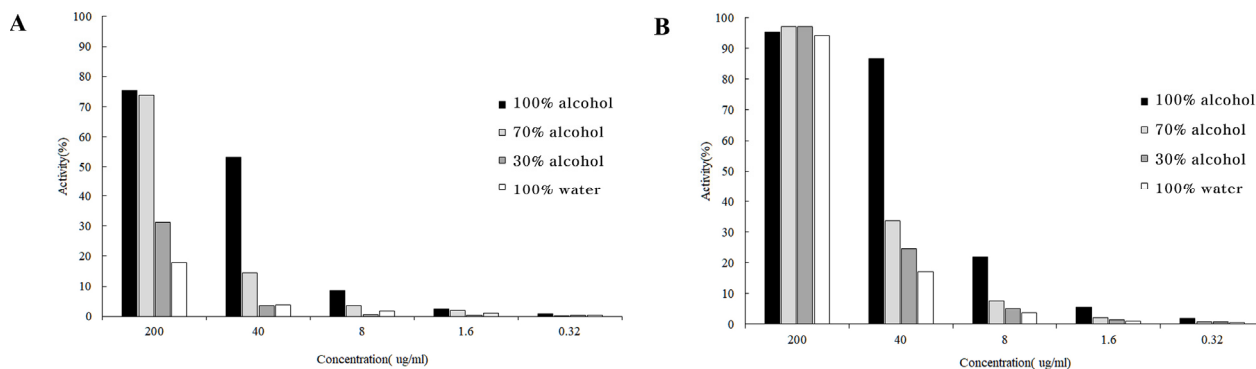 A
100
90
80
70
60
50
40
30
20
10
0
Activity(%)
100% alcohol
70% alcohol
30% alcohol
100% water
200 40 8 1.6 0.32
Concentration( ug/ml)
B
100
90
80
70
60
50
40
30
20
10
0
Activity(%)
100% alcohol
70% alcohol
30% alcohol
100% water
200 40 8 1.6 0.32
Concentration( ug/ml)